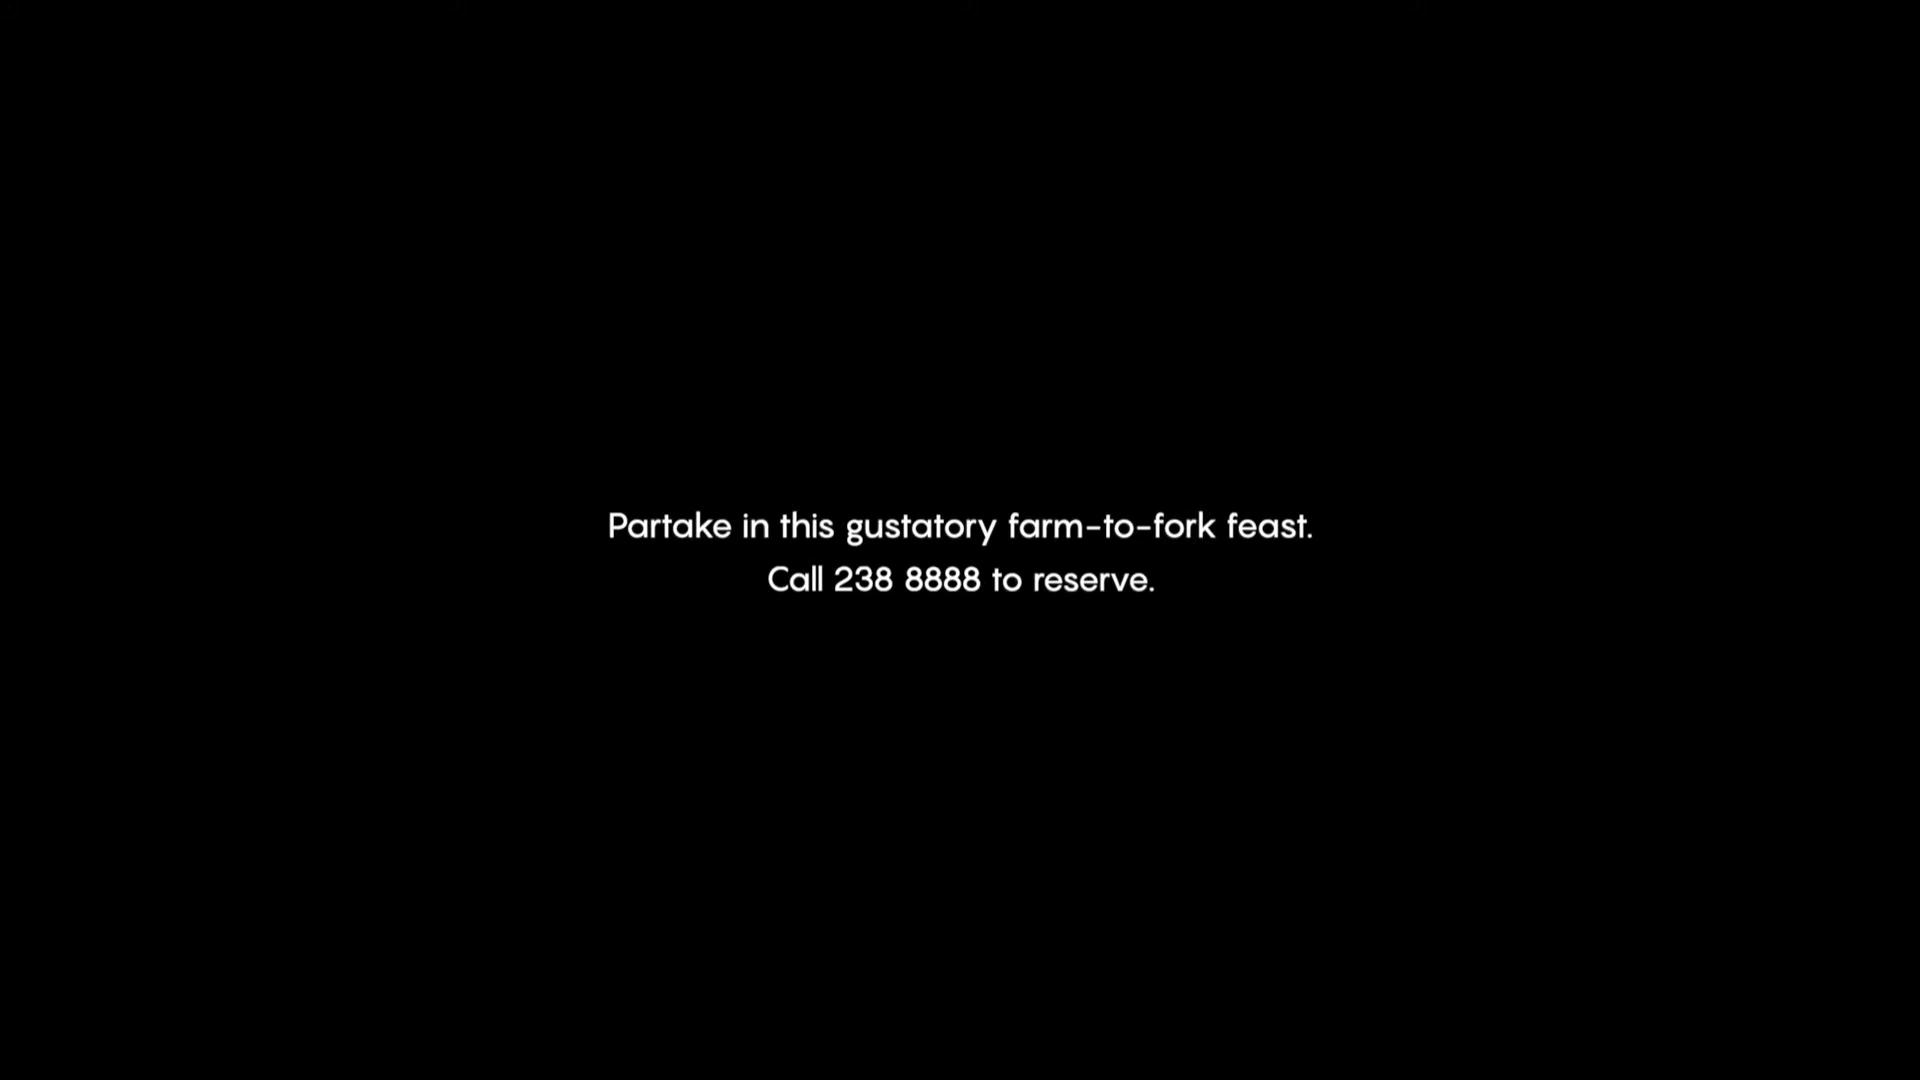 Partake in this gustatory farm-to-fork feast.
Call 238 8888 to reserve.